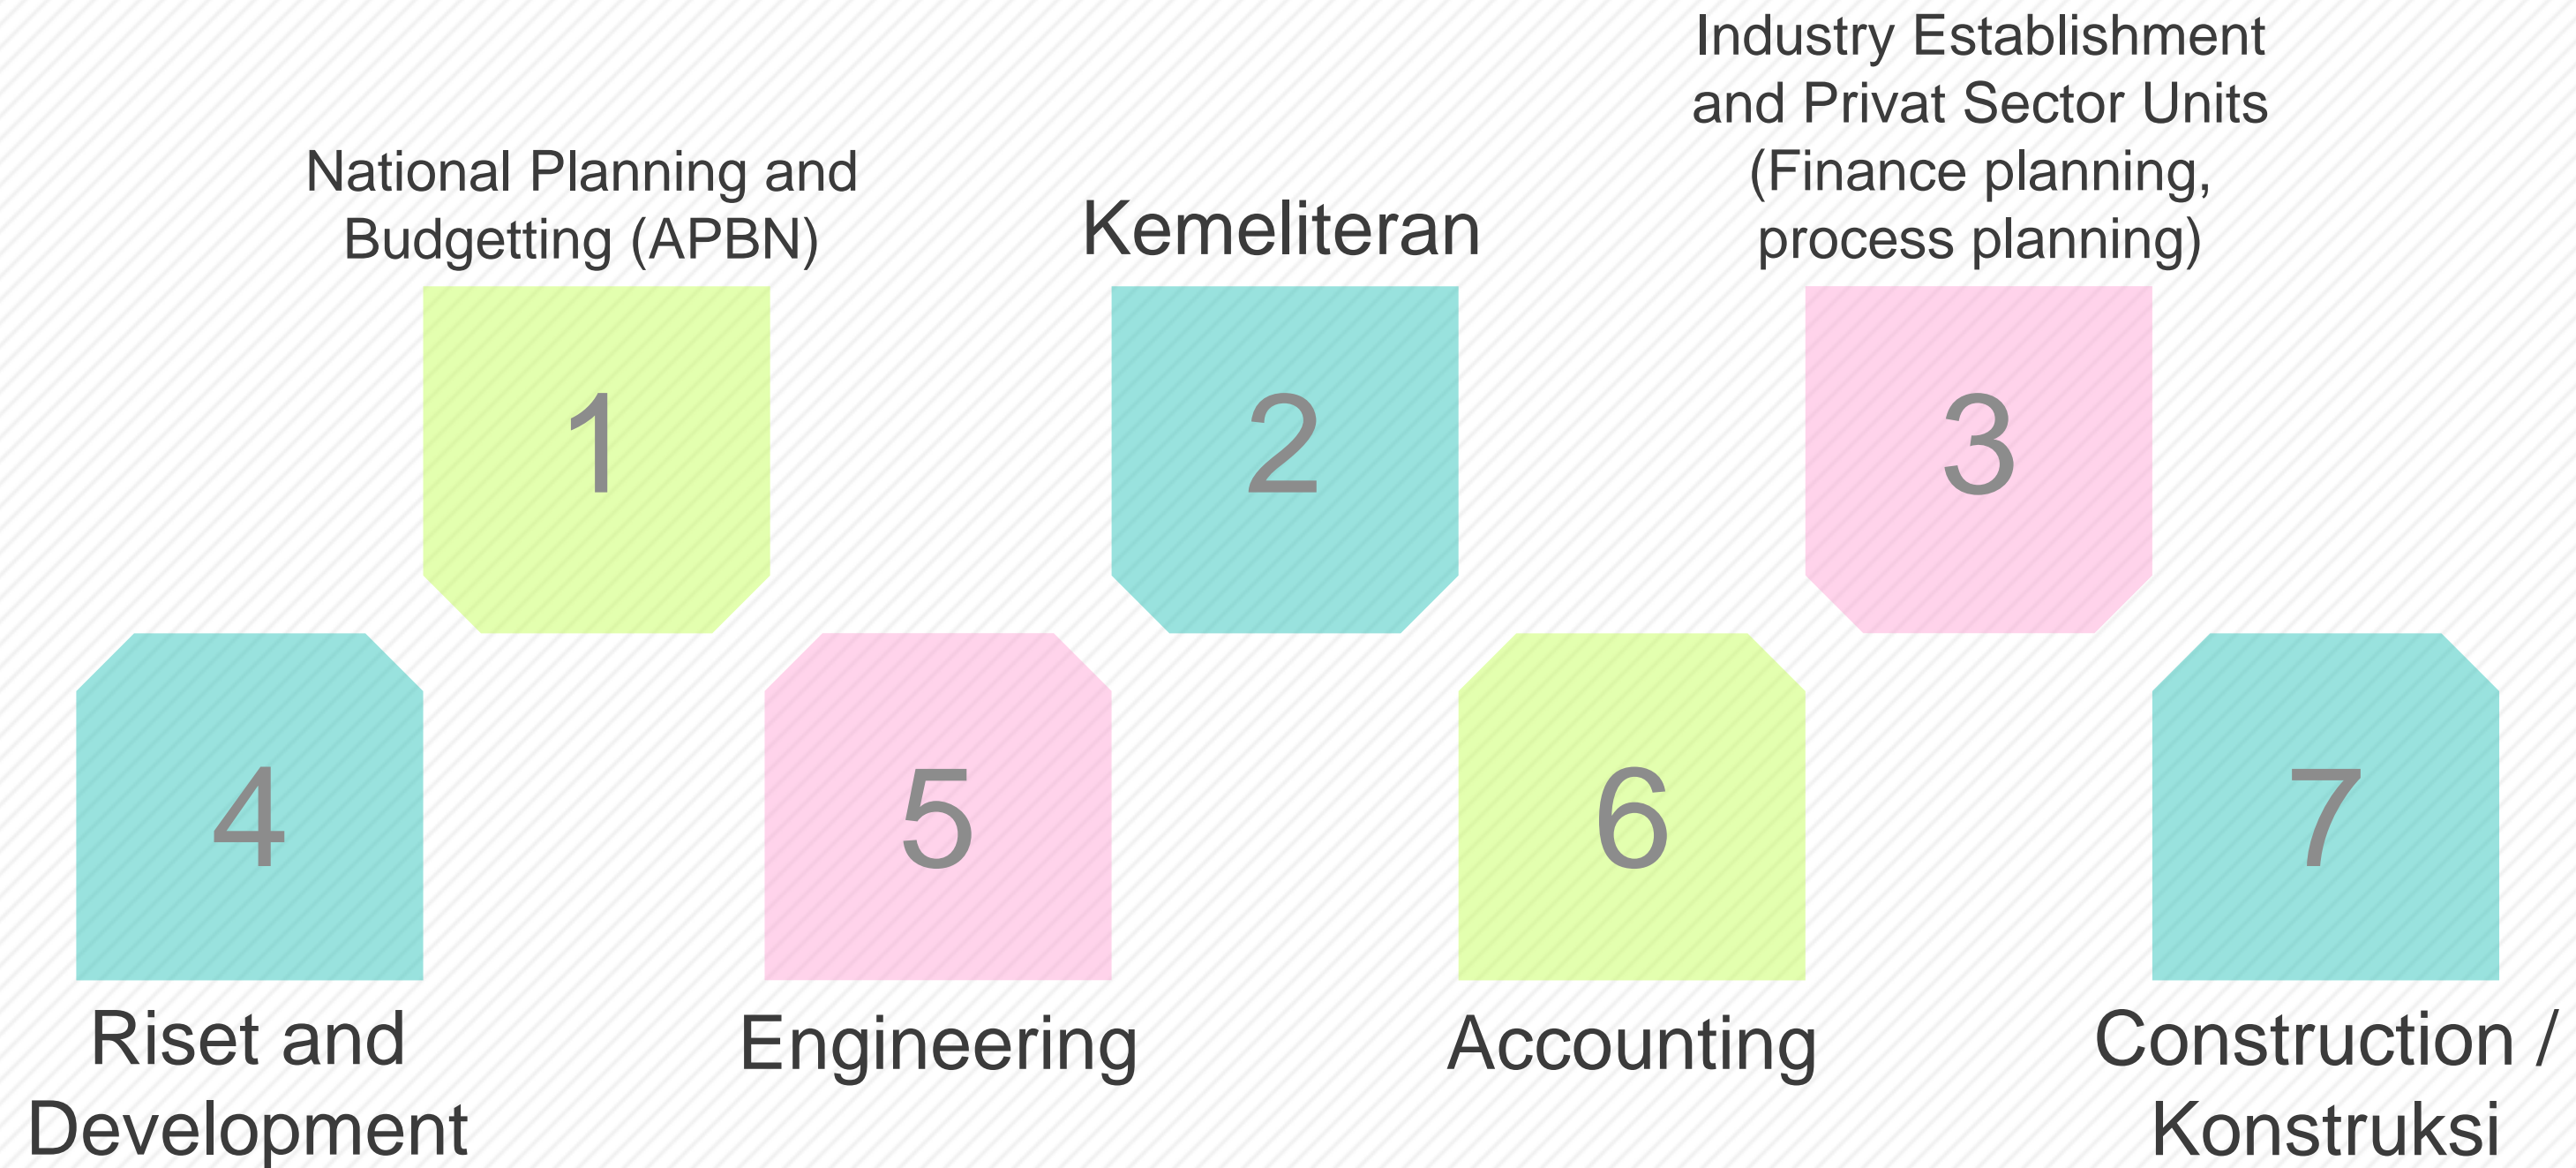 National Planning and
Budgetting (APBN)
1
Kemeliteran
2
Industry Establishment
and Privat Sector Units
(Finance planning,
process planning)
3
4
Riset and
Development
5
Engineering
6
Accounting
7
Construction /
Konstruksi